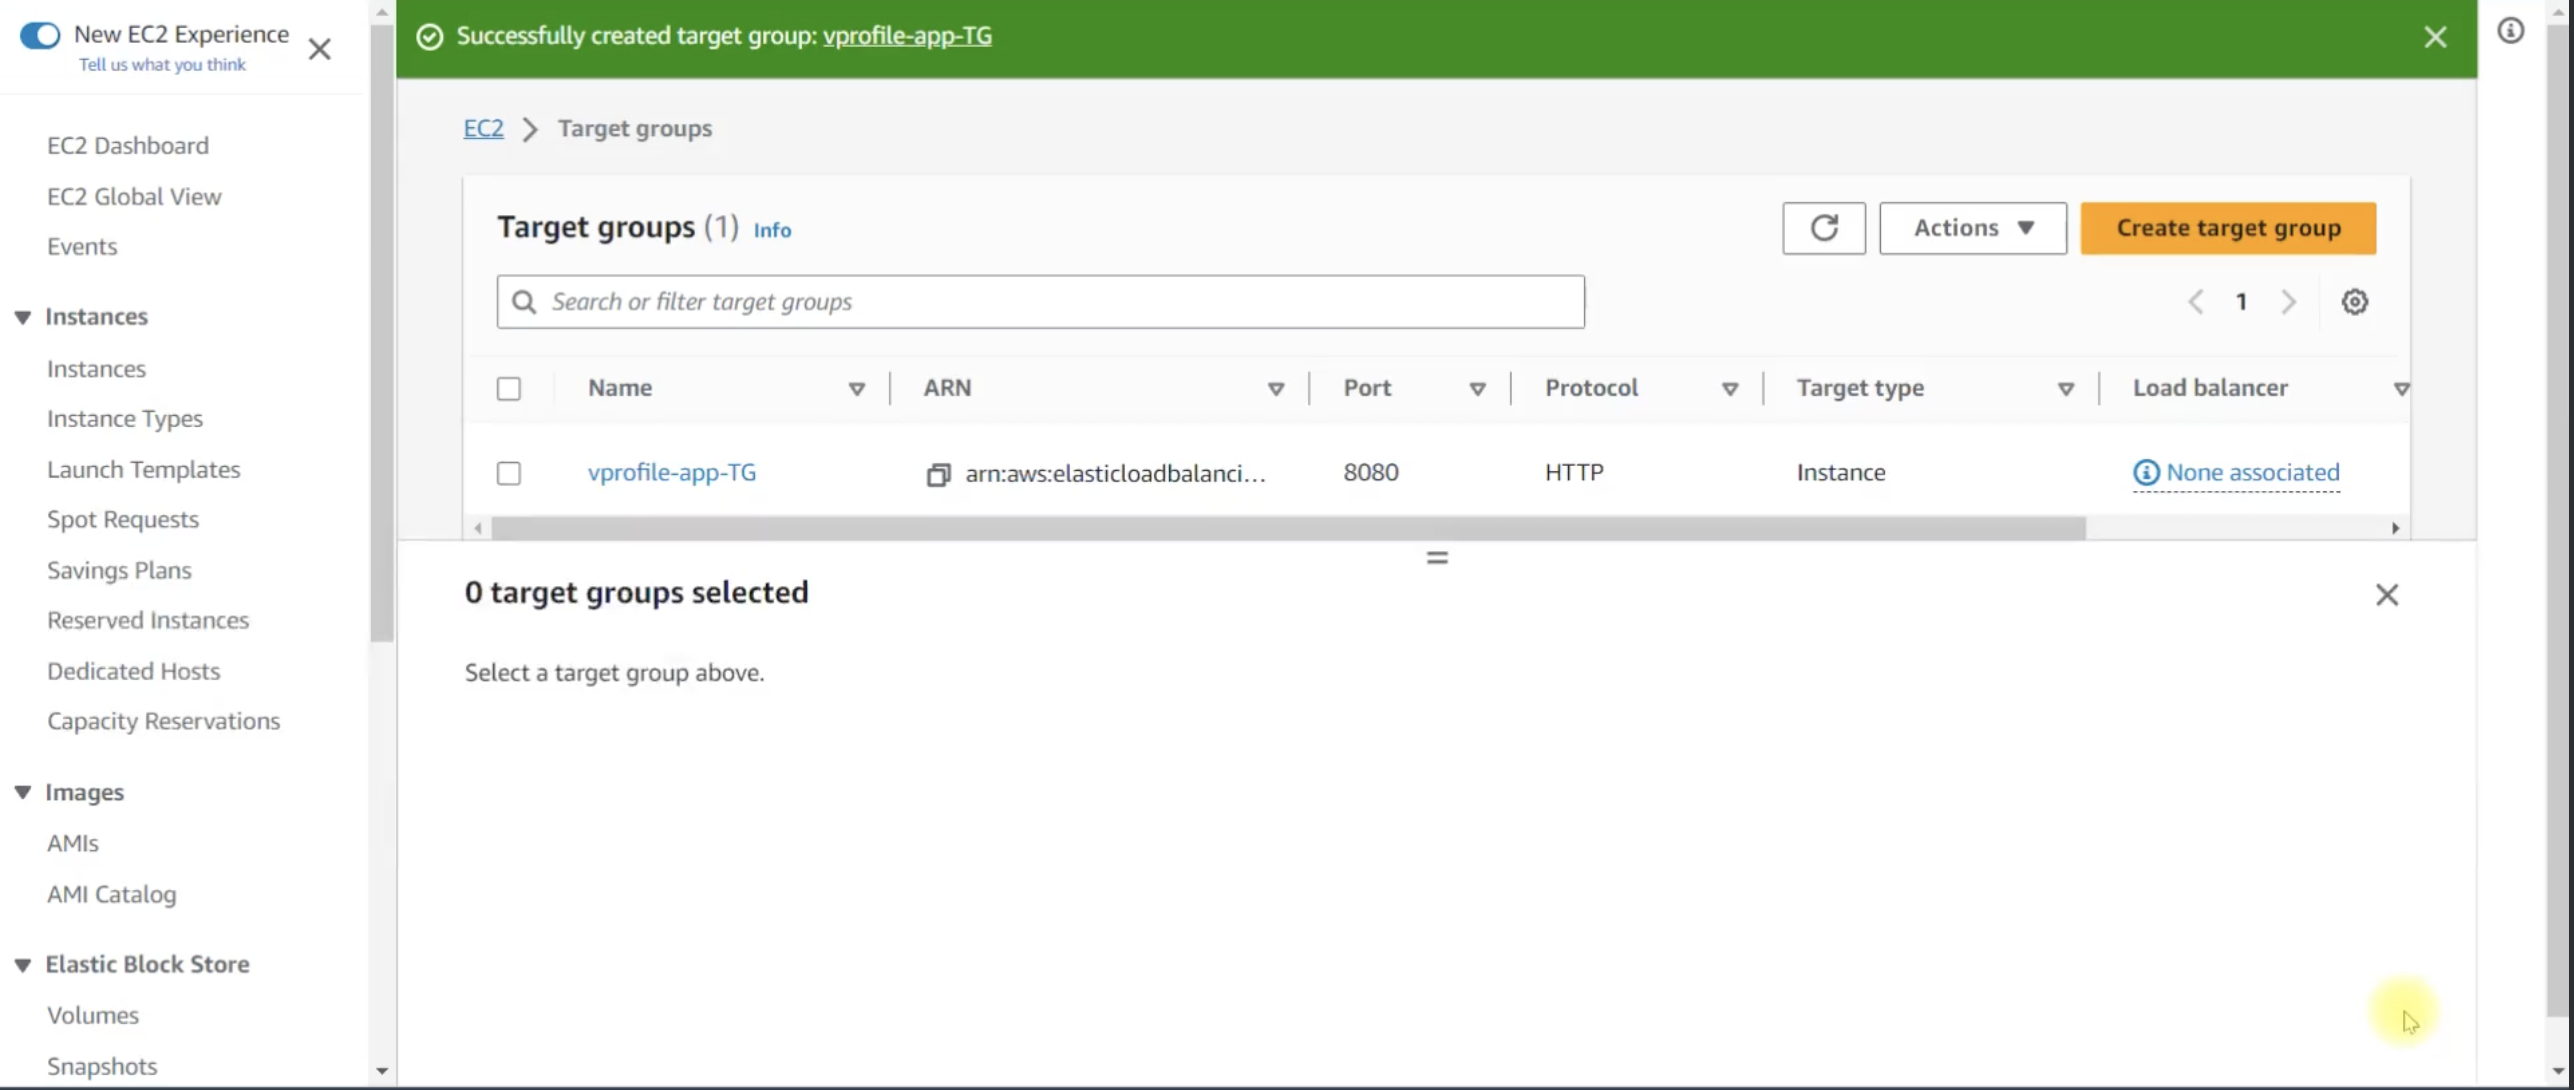 New EC2 Experience
Tell us what you think
EC2 Dashboard
EC2 Global View
Events
Instances
Instances
Instance Types
Launch Templates
Spot Requests
Savings Plans
Reserved Instances
Dedicated Hosts
Capacity Reservations
Images
AMIs
AMI Catalog
Elastic Block Store
Volumes
Snapshots
Successfully created target group: vprofile-app-TG
EC2 > Target groups
Target groups (1) Info
Actions
Create target group
Search or filter target groups
1
Name ARN Port Protocol Target type Load balancer
vprofile-app-TG arn:aws:elasticloadbalanci... 8080 HTTP Instance None associated
0 target groups selected
Select a target group above.